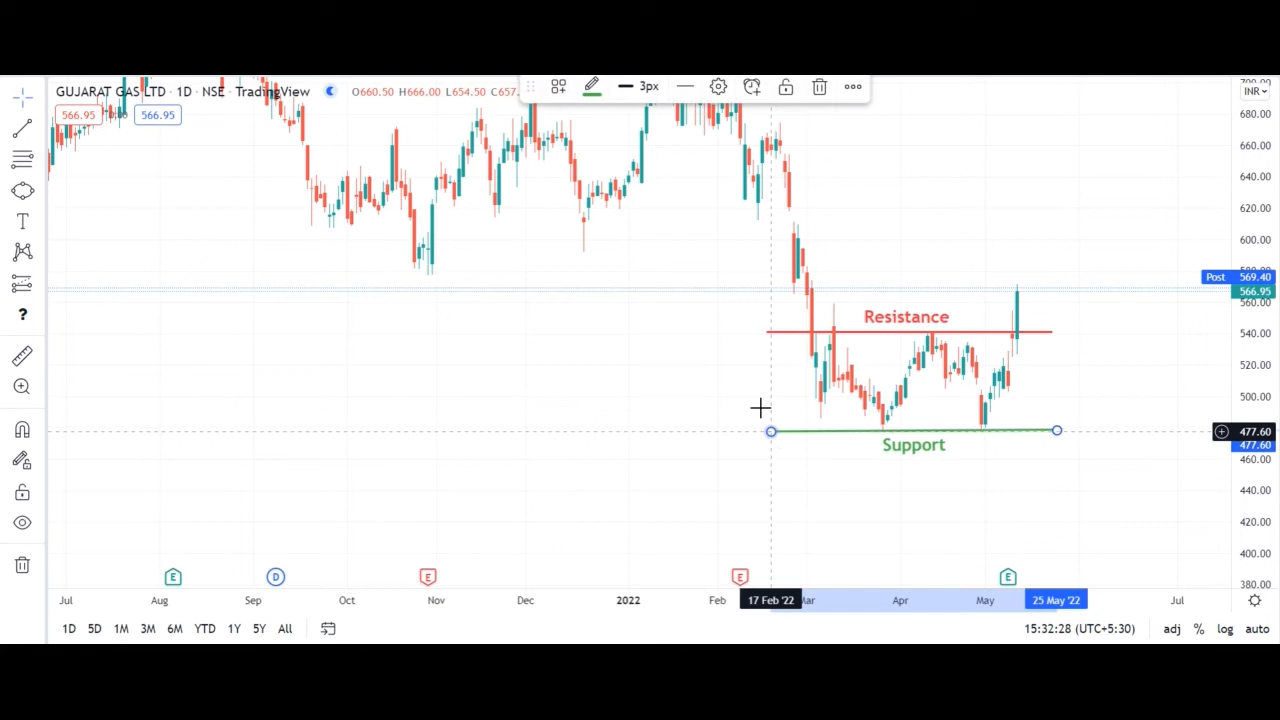 GUJARAT GAS LTD · 1D · NSE · TradingView
O660.50 H666.00 L654.50 C657.
3px
INR
566.95
566.95
680.00
660.00
640.00
620.00
600.00
Post 569.40
566.95
560.00
Resistance
540.00
520.00
500.00
477.60
477.60
Support
460.00
440.00
420.00
400.00
380.00
E D E E E
Jul Aug Sep Oct Nov Dec 2022 Feb 17 Feb '22 Mar Apr May 25 May '22 Jul
1D 5D 1M 3M 6M YTD 1Y 5Y All 15:32:28 (UTC+5:30) adj % log auto